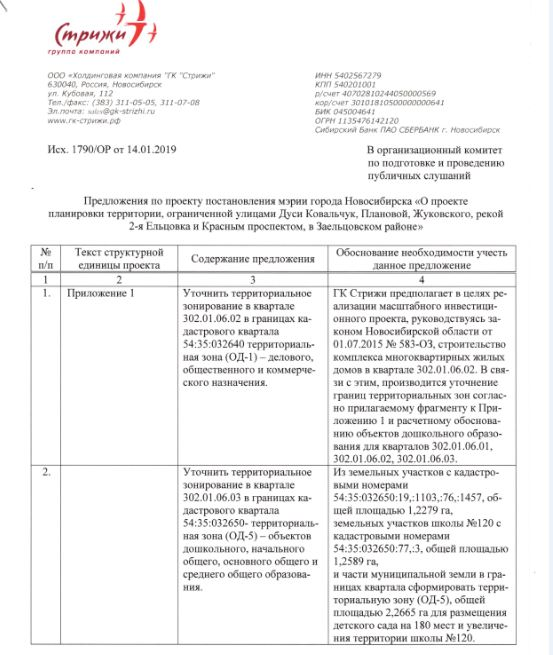 Стрижи
группа компаний
ООО «Холдинговая компания "ГК "Стрижи"
630040, Россия, Новосибирск
ул. Кубовая, 112
Тел./факс: (383) 311-05-05, 311-07-08
Эл.почта: sales@gk-strizhi.ru
www.гк-стрижи.рф
ИНН 5402567279
КПП 540201001
р/счет 40702810244050000569
кор/счет 30101810500000000641
БИК 045004641
ОГРН 1135476142120
Сибирский Банк ПАО СБЕРБАНК г. Новосибирск
Исх. 1790/ОР от 14.01.2019
В организационный комитет
по подготовке и проведению
публичных слушаний
Предложения по проекту постановления мэрии города Новосибирска «О проекте
планировки территории, ограниченной улицами Дуси Ковальчук, Плановой, Жуковского, рекой
2-я Ельцовка и Красным проспектом, в Заельцовском районе»
№
п/п
Текст структурной
единицы проекта
Содержание предложения
Обоснование необходимости учесть
данное предложение
1
2
3
4
1.
Приложение 1
Уточнить территориальное
зонирование в квартале
302.01.06.02 в границах ка-
дастрового квартала
54:35:032640 территориаль-
ная зона (ОД-1) – делового,
общественного и коммерче-
ского назначения.
ГК Стрижи предполагает в целях ре-
ализации масштабного инвестици-
онного проекта, руководствуясь за-
коном Новосибирской области от
01.07.2015 № 583-ОЗ, строительство
комплекса многоквартирных жилых
домов в квартале 302.01.06.02. В свя-
зи с этим, производится уточнение
границ территориальных зон соглас-
но прилагаемому фрагменту к При-
ложению 1 и расчетному обоснова-
нию объектов дошкольного образо-
вания для кварталов 302.01.06.01,
302.01.06.02, 302.01.06.03.
2.
Уточнить территориальное
зонирование в квартале
302.01.06.03 в границах ка-
дастрового квартала
54:35:032650- территориаль-
ная зона (ОД-5) – объектов
дошкольного, начального
общего, основного общего и
среднего общего образова-
ния.
Из земельных участков с кадастро-
выми номерами
54:35:032650:19,:1103,:76,:1457, об-
щей площадью 1,2279 га,
земельных участков школы №120 с
кадастровыми номерами
54:35:032650:77,:3, общей площадью
1,2589 га,
и части муниципальной земли в гра-
ницах квартала сформировать терри-
ториальную зону (ОД-5), общей
площадью 2,2665 га для размещения
детского сада на 180 мест и увеличе-
ния территории школы №120.